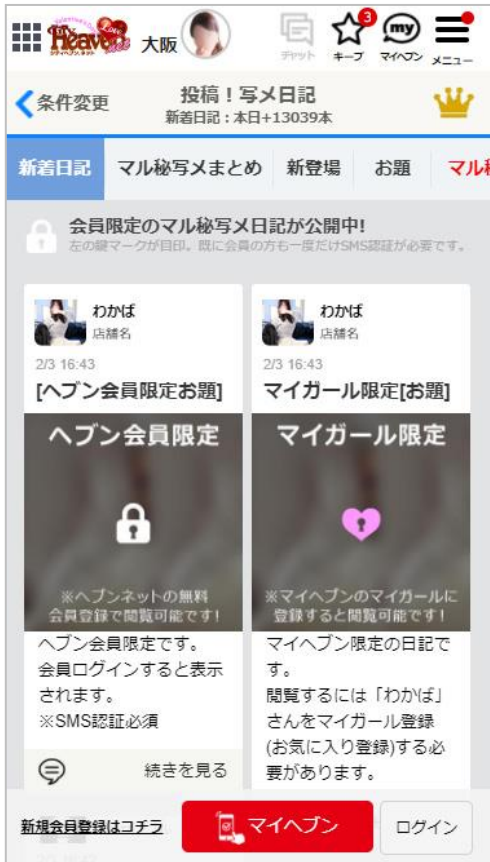 Heaven
シティヘブンネット
大阪
チャット
3
キープ
my
マイヘブン
メニュー
条件変更
投稿！写メ日記
新着日記：本日+13039本
新着日記
マル秘写メまとめ
新登場
お題
マル秘
会員限定のマル秘写メ日記が公開中!
左の鍵マークが目印。既に会員の方も一度だけSMS認証が必要です。
わかば
店舗名
2/3 16:43
[ヘブン会員限定お題]
ヘブン会員限定
※ヘブンネットの無料
会員登録で閲覧可能です!
ヘブン会員限定です。
会員ログインすると表示
されます。
※SMS認証必須
続きを見る
わかば
店舗名
2/3 16:43
マイガール限定[お題]
マイガール限定
※マイヘブンのマイガールに
登録すると閲覧可能です!
マイヘブン限定の日記で
す。
閲覧するには「わかば」
さんをマイガール登録
(お気に入り登録)する必
要があります。
新規会員登録はコチラ
マイヘブン
ログイン